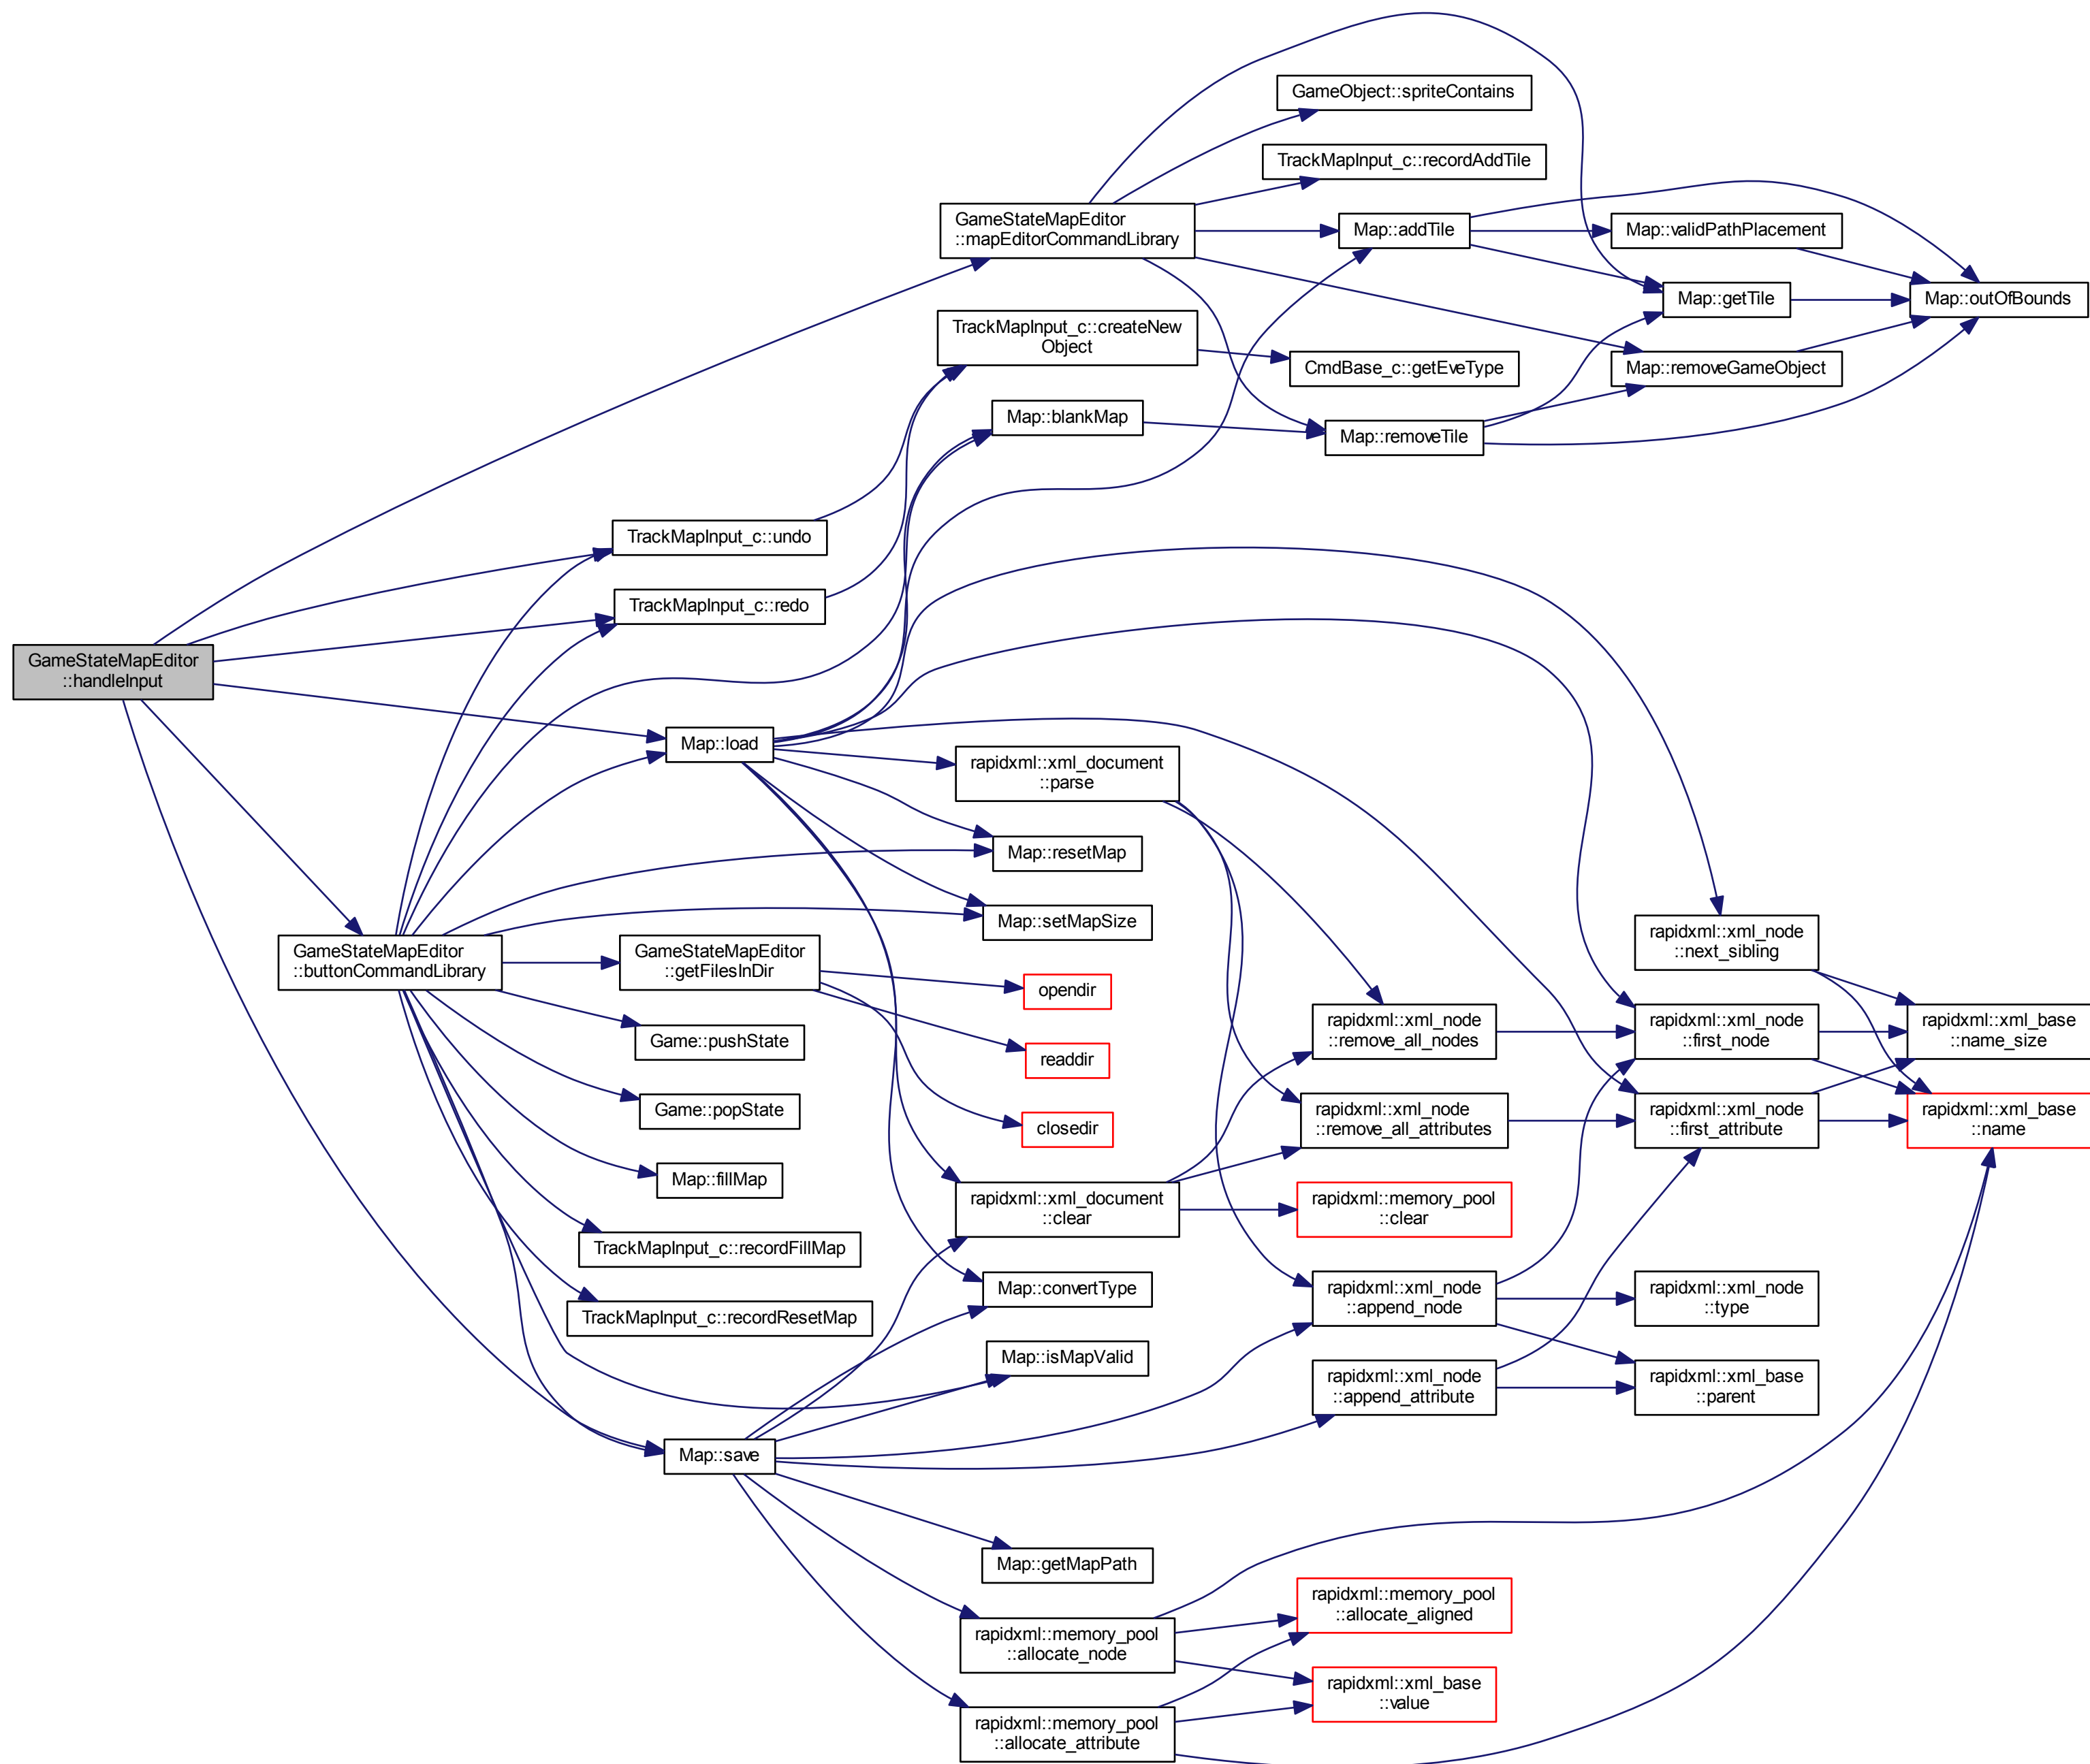 GameObject::spriteContains
TrackMapInput_c::recordAddTile
GameStateMapEditor
::mapEditorCommandLibrary
Map::addTile
Map::validPathPlacement
Map::getTile
Map::outOfBounds
TrackMapInput_c::createNew
Object
CmdBase_c::getEveType
Map::removeGameObject
Map::blankMap
Map::removeTile
TrackMapInput_c::undo
TrackMapInput_c::redo
GameStateMapEditor
::handleInput
Map::load
rapidxml::xml_document
::parse
Map::resetMap
Map::setMapSize
GameStateMapEditor
::buttonCommandLibrary
GameStateMapEditor
::getFilesInDir
rapidxml::xml_node
::next_sibling
opendir
Game::pushState
readdir
rapidxml::xml_node
::remove_all_nodes
rapidxml::xml_node
::first_node
rapidxml::xml_base
::name_size
Game::popState
closedir
rapidxml::xml_node
::remove_all_attributes
rapidxml::xml_node
::first_attribute
rapidxml::xml_base
::name
Map::fillMap
rapidxml::xml_document
::clear
rapidxml::memory_pool
::clear
TrackMapInput_c::recordFillMap
Map::convertType
rapidxml::xml_node
::append_node
rapidxml::xml_node
::type
TrackMapInput_c::recordResetMap
Map::isMapValid
rapidxml::xml_node
::append_attribute
rapidxml::xml_base
::parent
Map::save
Map::getMapPath
rapidxml::memory_pool
::allocate_node
rapidxml::memory_pool
::allocate_aligned
rapidxml::xml_base
::value
rapidxml::memory_pool
::allocate_attribute